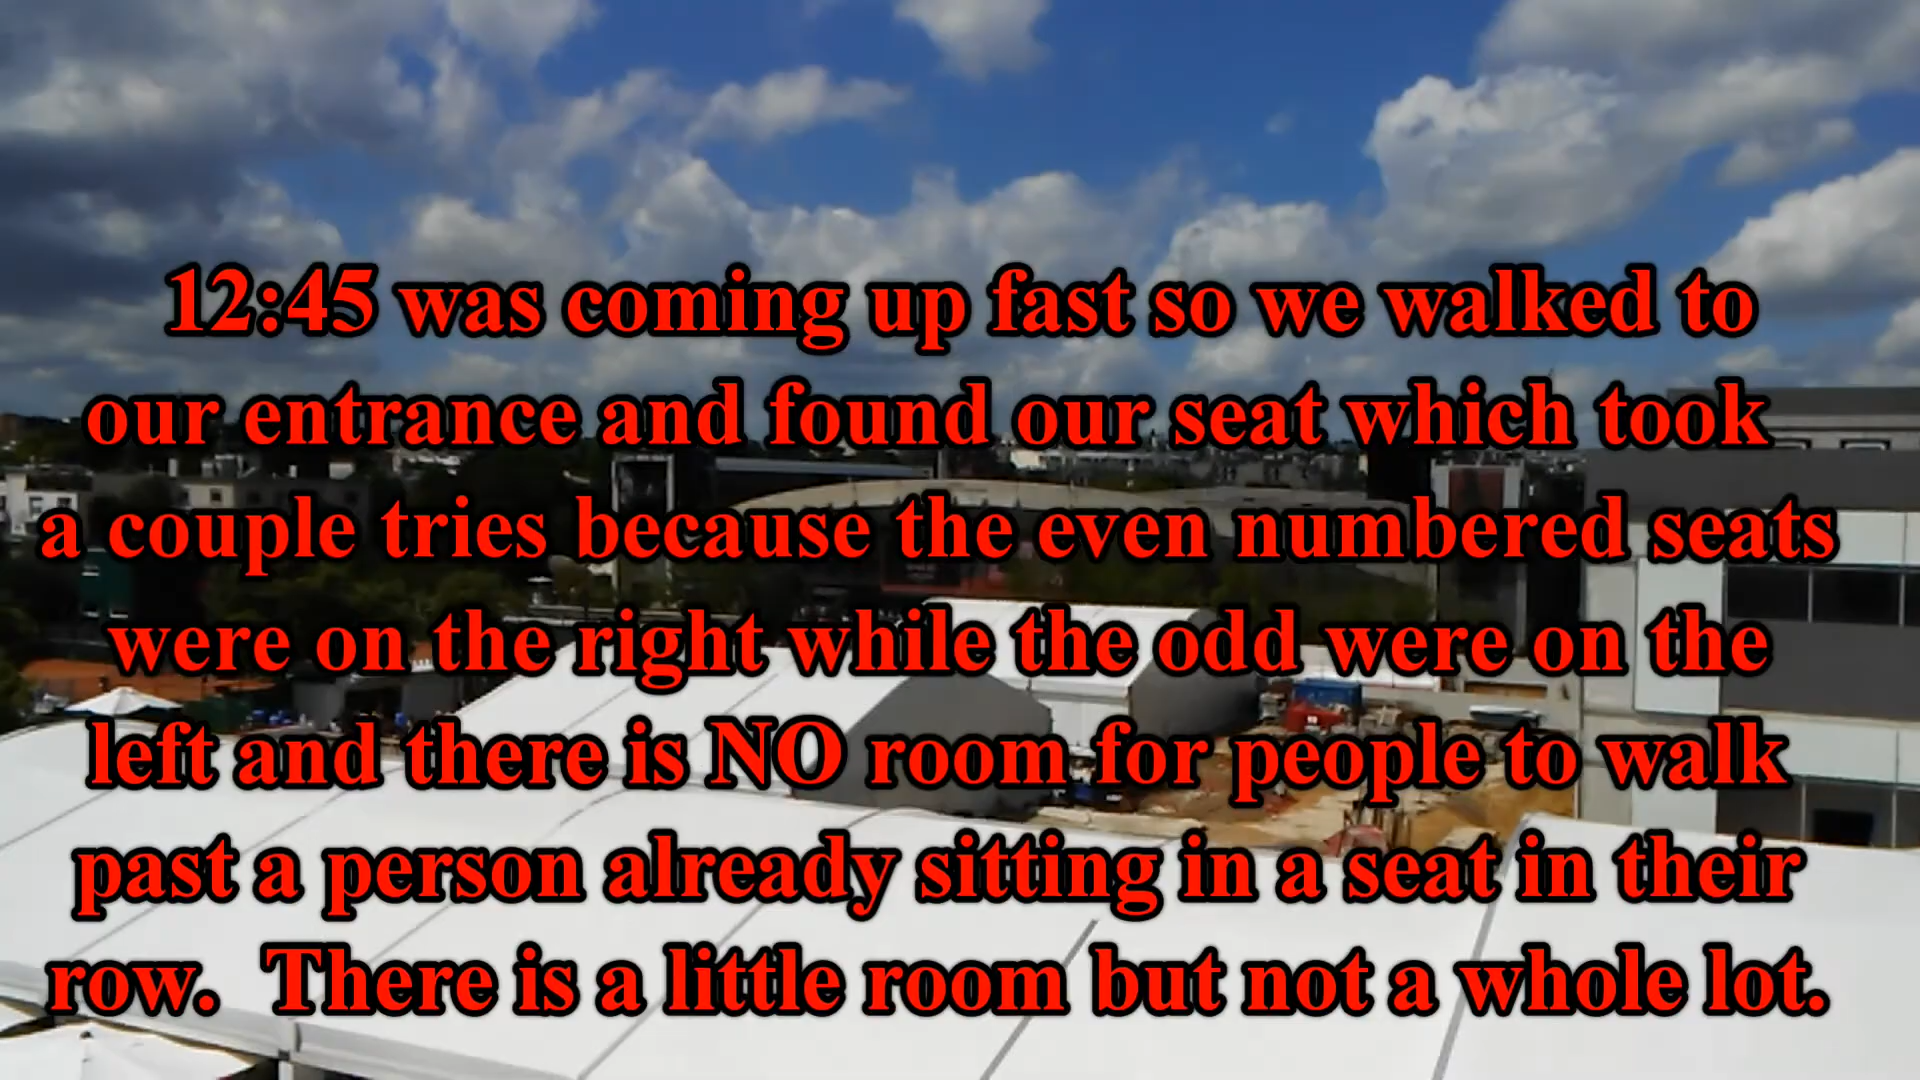 12:45 was coming up fast so we walked to
our entrance and found our seat which took
a couple tries because the even numbered seats
were on the right while the odd were on the
left and there is NO room for people to walk
past a person already sitting in a seat in their
row.  There is a little room but not a whole lot.